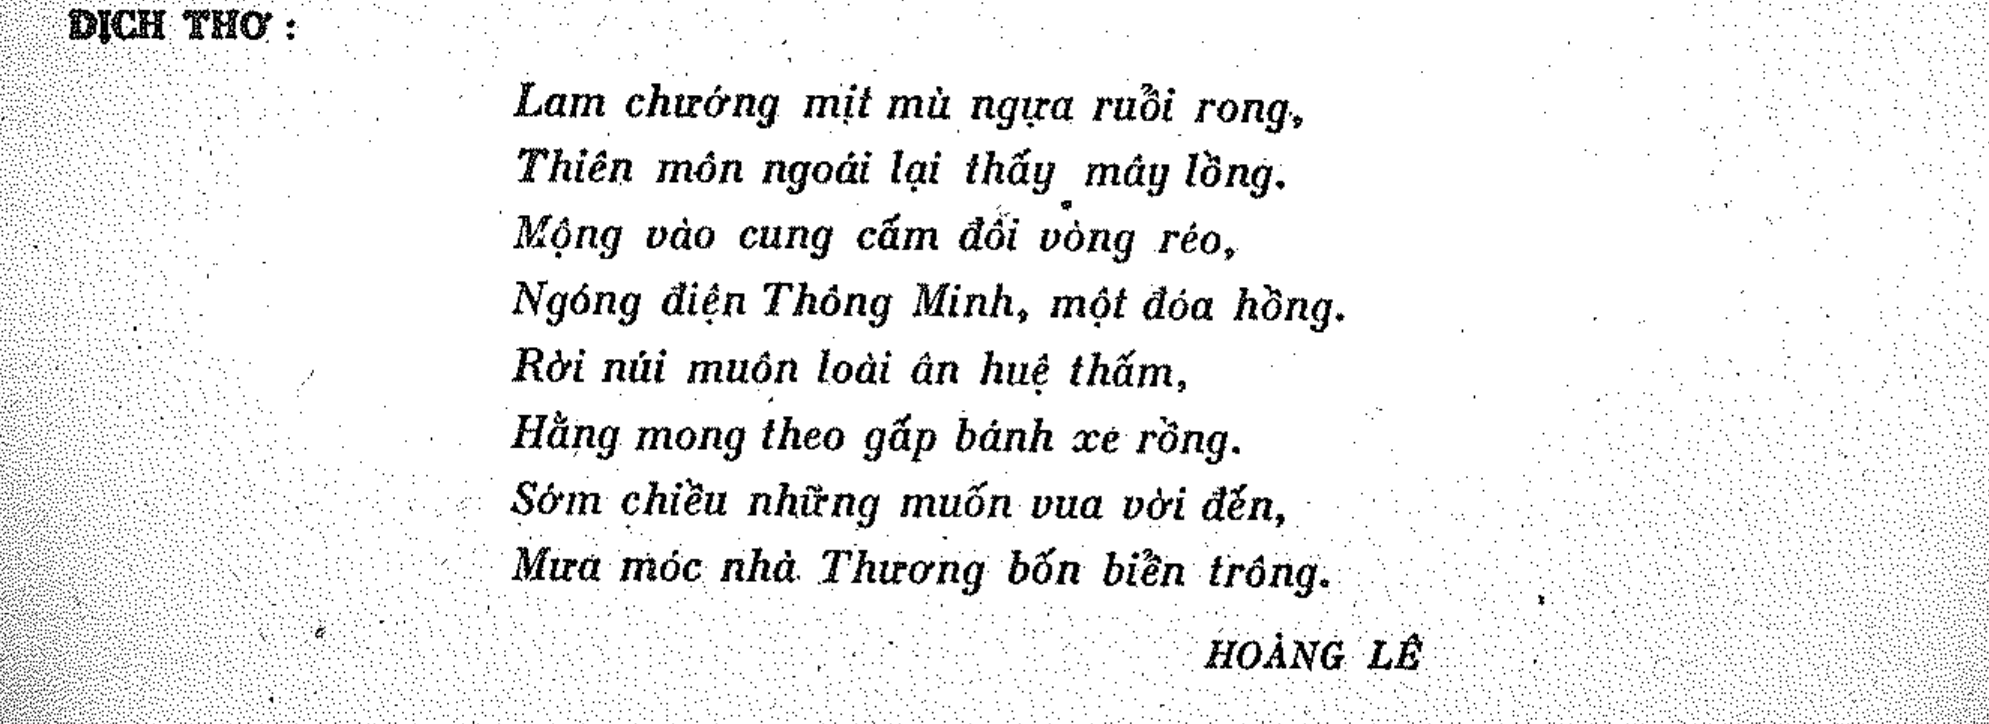 DỊCH THƠ :
Lam chướng mịt mù ngựa ruổi rong,
Thiên môn ngoái lại thấy mây lồng.
Mộng vào cung cấm đôi vòng réo,
Ngóng điện Thông Minh, một đóa hồng.
Rời núi muôn loài ân huệ thấm,
Hằng mong theo gấp bánh xe rồng.
Sớm chiều những muốn vua vời đến,
Mưa móc nhà Thương bốn biển trông.
HOÀNG LÊ